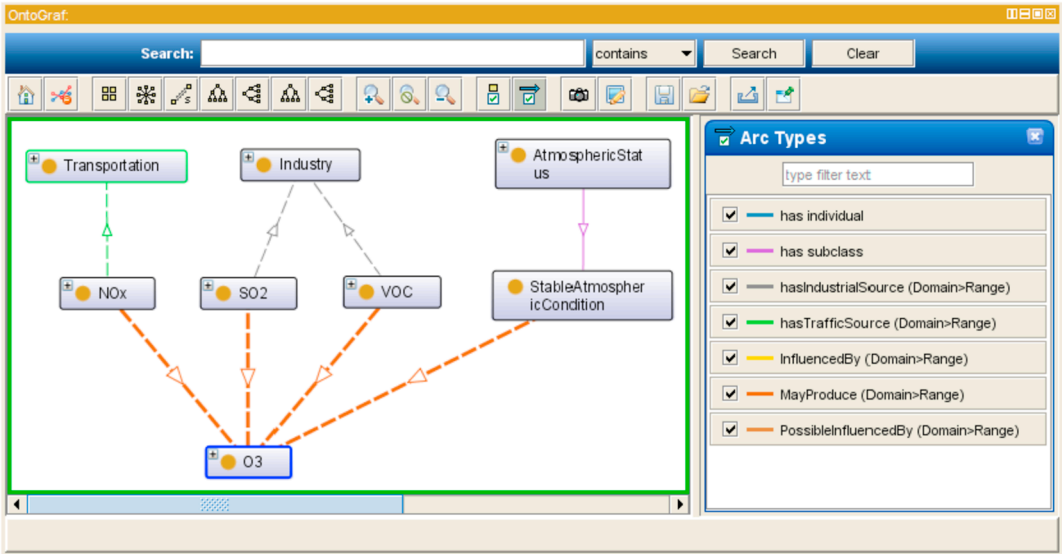 OntoGraf:
Search:
contains
Search
Clear
Transportation
Industry
AtmosphericStat
us
NOx
SO2
VOC
StableAtmospher
icCondition
O3
Arc Types
type filter text
has individual
has subclass
hasIndustrialSource (Domain>Range)
hasTrafficSource (Domain>Range)
InfluencedBy (Domain>Range)
MayProduce (Domain>Range)
PossibleInfluencedBy (Domain>Range)